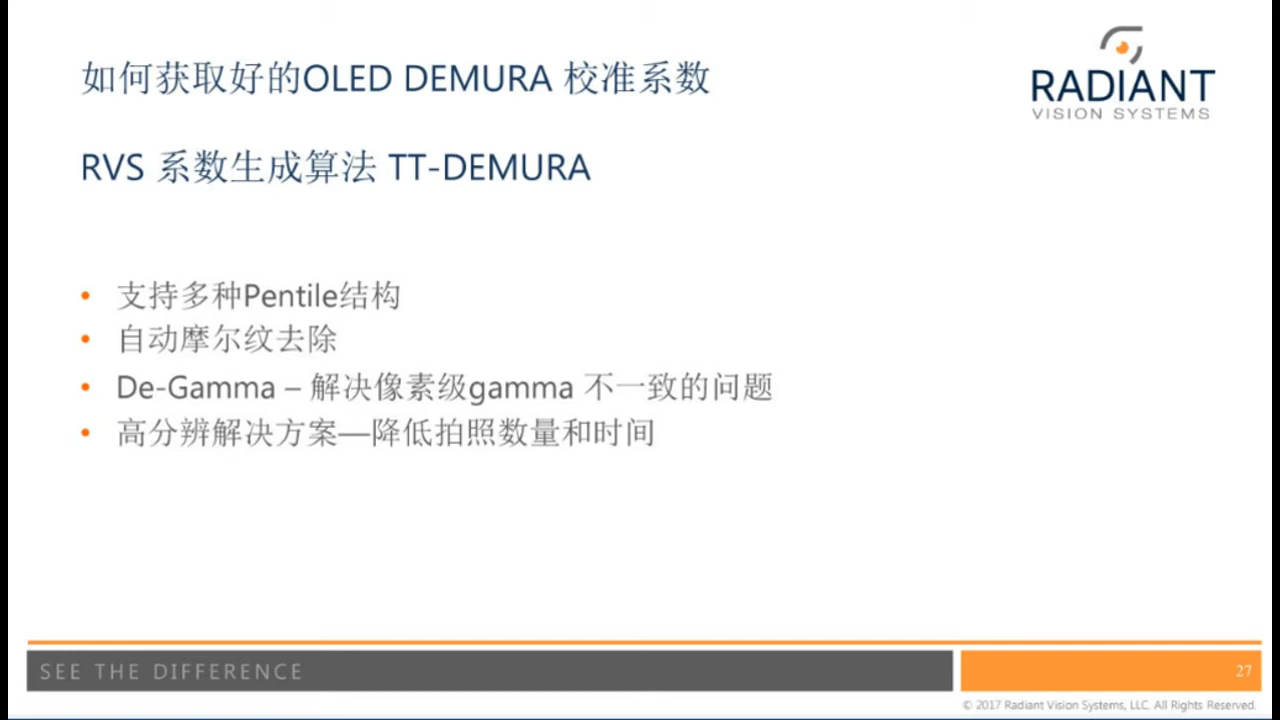 如何获取好的OLED DEMURA 校准系数
RADIANT
VISION SYSTEMS
RVS 系数生成算法 TT-DEMURA
• 支持多种Pentile结构
• 自动摩尔纹去除
• De-Gamma – 解决像素级gamma 不一致的问题
• 高分辨解决方案—降低拍照数量和时间
SEE THE DIFFERENCE
27
© 2017 Radiant Vision Systems, LLC. All Rights Reserved.